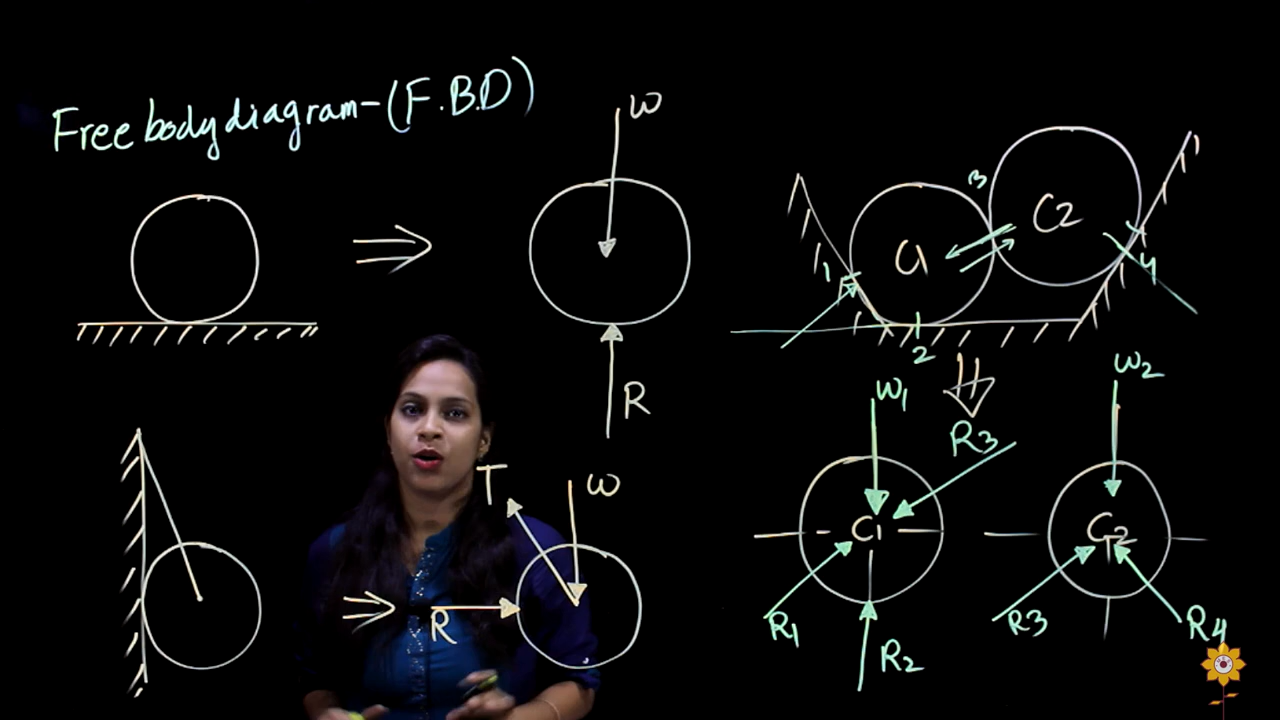 Free body diagram-(F.B.D)
W
R
T
W
R
C1
C2
1
2
3
4
W1
R3
C1
R1
R2
W2
C2
R3
R4